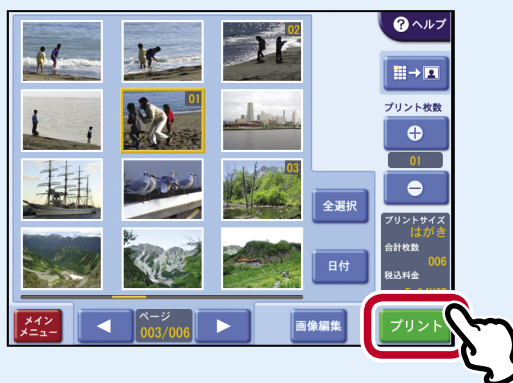 02
01
03
全選択
日付
メイン
メニュー
ページ
003/006
画像編集
? ヘルプ
プリント枚数
01
プリントサイズ
はがき
合計枚数
006
税込料金
プリント